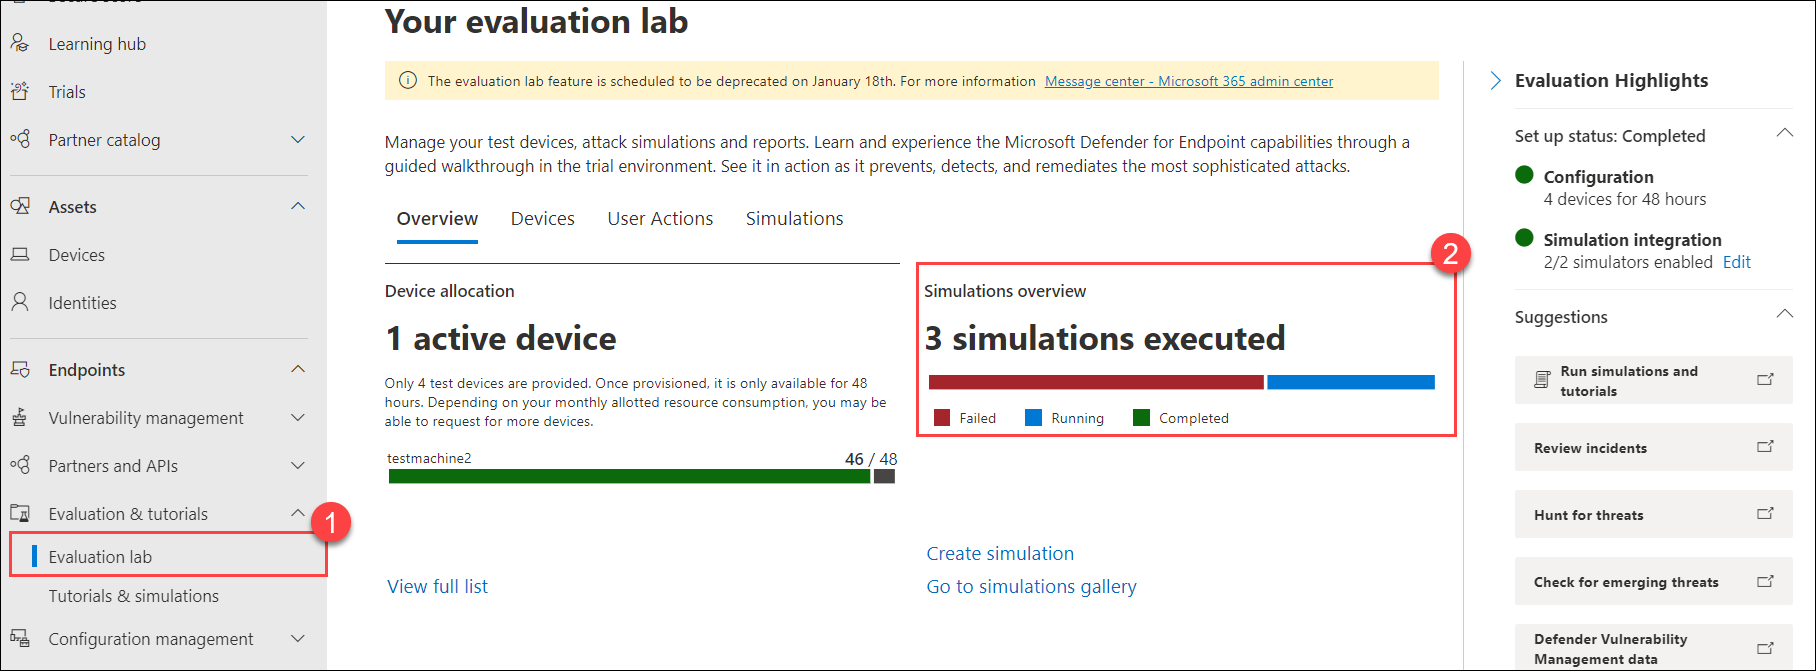 Learning hub
Trials
Partner catalog
Assets
Devices
Identities
Endpoints
Vulnerability management
Partners and APIs
Evaluation & tutorials
1
Evaluation lab
Tutorials & simulations
Configuration management
Your evaluation lab
The evaluation lab feature is scheduled to be deprecated on January 18th. For more information Message center - Microsoft 365 admin center
Manage your test devices, attack simulations and reports. Learn and experience the Microsoft Defender for Endpoint capabilities through a
guided walkthrough in the trial environment. See it in action as it prevents, detects, and remediates the most sophisticated attacks.
Overview Devices User Actions Simulations
Device allocation
1 active device
Only 4 test devices are provided. Once provisioned, it is only available for 48
hours. Depending on your monthly allotted resource consumption, you may be
able to request for more devices.
testmachine2 46 / 48
View full list
2
Simulations overview
3 simulations executed
Failed Running Completed
Create simulation
Go to simulations gallery
Evaluation Highlights
Set up status: Completed
Configuration
4 devices for 48 hours
Simulation integration
2/2 simulators enabled Edit
Suggestions
Run simulations and
tutorials
Review incidents
Hunt for threats
Check for emerging threats
Defender Vulnerability
Management data